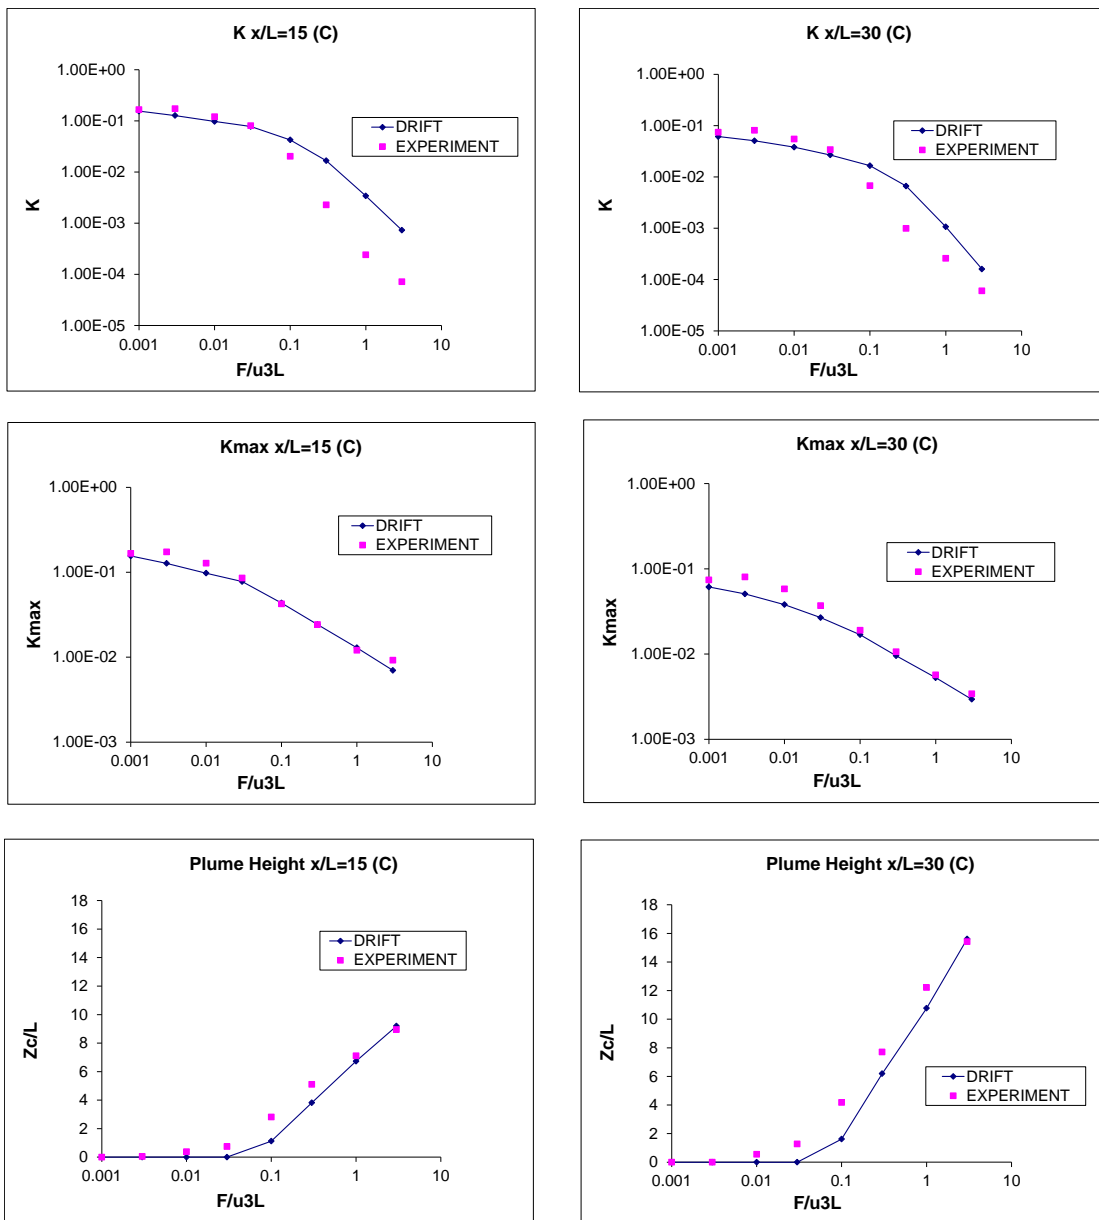 K x/L=15 (C)
1.00E+00
1.00E-01
1.00E-02
1.00E-03
1.00E-04
1.00E-05
K
0.001 0.01 0.1 1 10
F/u3L
DRIFT
EXPERIMENT
K x/L=30 (C)
1.00E+00
1.00E-01
1.00E-02
1.00E-03
1.00E-04
1.00E-05
K
0.001 0.01 0.1 1 10
F/u3L
DRIFT
EXPERIMENT
Kmax x/L=15 (C)
1.00E+00
1.00E-01
1.00E-02
1.00E-03
Kmax
0.001 0.01 0.1 1 10
F/u3L
DRIFT
EXPERIMENT
Kmax x/L=30 (C)
1.00E+00
1.00E-01
1.00E-02
1.00E-03
Kmax
0.001 0.01 0.1 1 10
F/u3L
DRIFT
EXPERIMENT
Plume Height x/L=15 (C)
18
16
14
12
10
8
6
4
2
0
Zc/L
0.001 0.01 0.1 1 10
F/u3L
DRIFT
EXPERIMENT
Plume Height x/L=30 (C)
18
16
14
12
10
8
6
4
2
0
Zc/L
0.001 0.01 0.1 1 10
F/u3L
DRIFT
EXPERIMENT